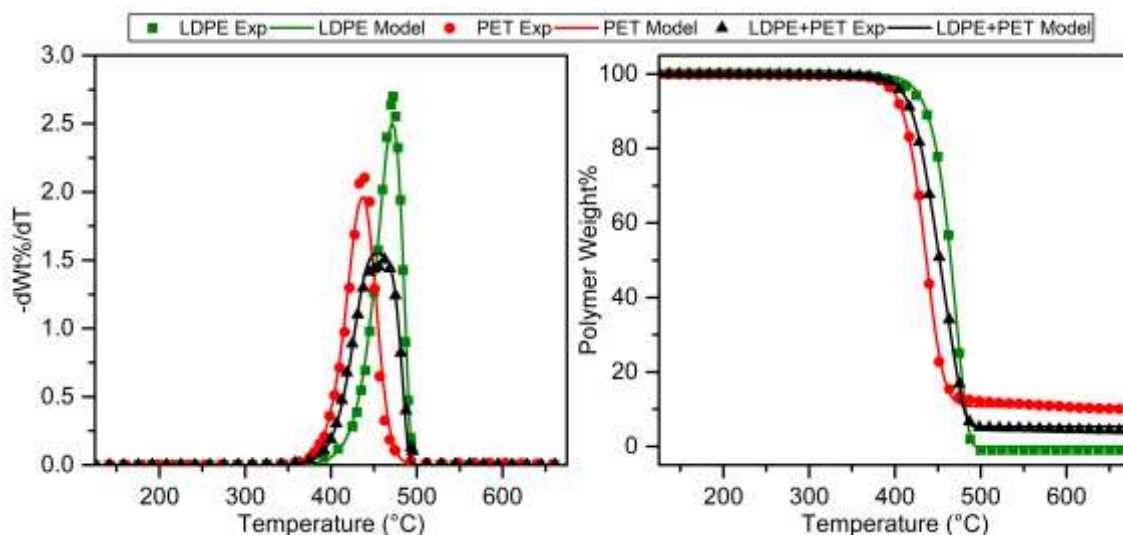 LDPE Exp LDPE Model PET Exp PET Model LDPE+PET Exp LDPE+PET Model
3.0
2.5
2.0
1.5
1.0
0.5
0.0
-dWt%/dT
200 300 400 500 600
Temperature (°C)
100
80
60
40
20
0
Polymer Weight%
200 300 400 500 600
Temperature (°C)